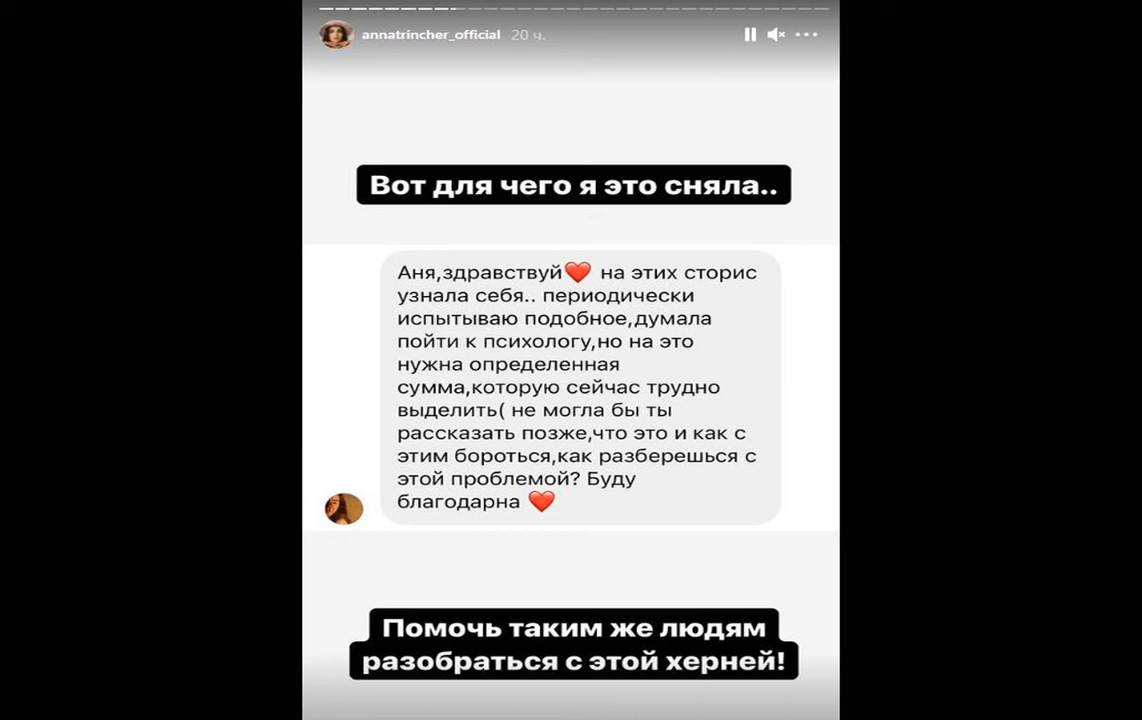 annatrincher_official 20 ч.
Вот для чего я это сняла..
Аня,здравствуй❤️ на этих сторис
узнала себя.. периодически
испытываю подобное,думала
пойти к психологу,но на это
нужна определенная
сумма,которую сейчас трудно
выделить( не могла бы ты
рассказать позже,что это и как с
этим бороться,как разберешься с
этой проблемой? Буду
благодарна ❤️
Помочь таким же людям
разобраться с этой херней!